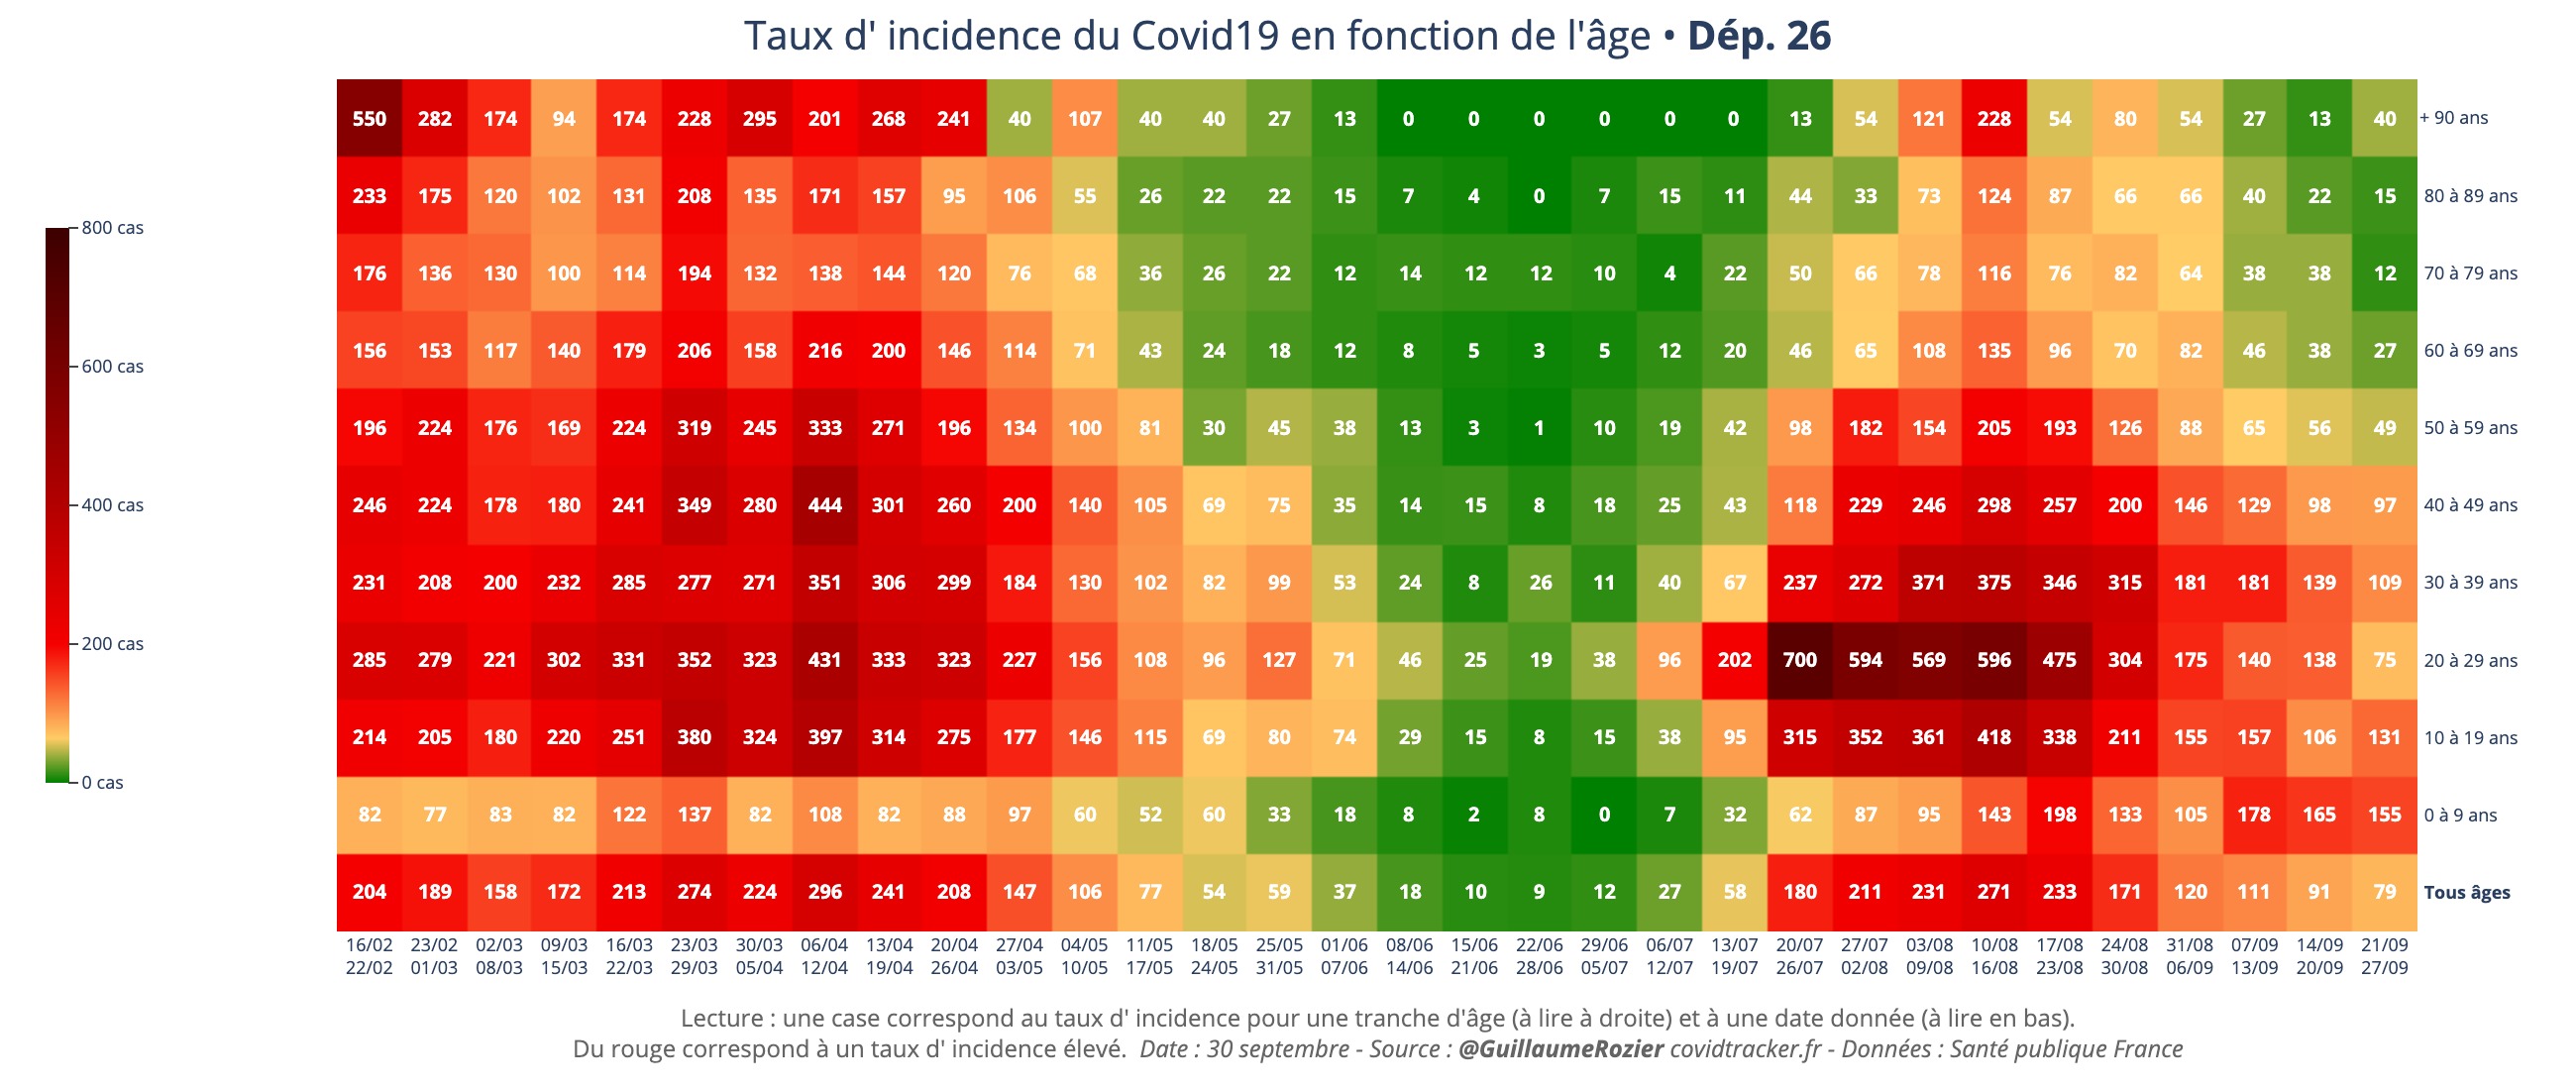 Taux d' incidence du Covid19 en fonction de l'âge • Dép. 26
800 cas
600 cas
400 cas
200 cas
0 cas
550 282 174 94 174 228 295 201 268 241 40 107 40 40 27 13 0 0 0 0 0 0 13 54 121 228 54 80 54 27 13 40 + 90 ans
233 175 120 102 131 208 135 171 157 95 106 55 26 22 22 15 7 4 0 7 15 11 44 33 73 124 87 66 66 40 22 15 80 à 89 ans
176 136 130 100 114 194 132 138 144 120 76 68 36 26 22 12 14 12 12 10 4 22 50 66 78 116 76 82 64 38 38 12 70 à 79 ans
156 153 117 140 179 206 158 216 200 146 114 71 43 24 18 12 8 5 3 5 12 20 46 65 108 135 96 70 82 46 38 27 60 à 69 ans
196 224 176 169 224 319 245 333 271 196 134 100 81 30 45 38 13 3 1 10 19 42 98 182 154 205 193 126 88 65 56 49 50 à 59 ans
246 224 178 180 241 349 280 444 301 260 200 140 105 69 75 35 14 15 8 18 25 43 118 229 246 298 257 200 146 129 98 97 40 à 49 ans
231 208 200 232 285 277 271 351 306 299 184 130 102 82 99 53 24 8 26 11 40 67 237 272 371 375 346 315 181 181 139 109 30 à 39 ans
285 279 221 302 331 352 323 431 333 323 227 156 108 96 127 71 46 25 19 38 96 202 700 594 569 596 475 304 175 140 138 75 20 à 29 ans
214 205 180 220 251 380 324 397 314 275 177 146 115 69 80 74 29 15 8 15 38 95 315 352 361 418 338 211 155 157 106 131 10 à 19 ans
82 77 83 82 122 137 82 108 82 88 97 60 52 60 33 18 8 2 8 0 7 32 62 87 95 143 198 133 105 178 165 155 0 à 9 ans
204 189 158 172 213 274 224 296 241 208 147 106 77 54 59 37 18 10 9 12 27 58 180 211 231 271 233 171 120 111 91 79 Tous âges
16/02 23/02 02/03 09/03 16/03 23/03 30/03 06/04 13/04 20/04 27/04 04/05 11/05 18/05 25/05 01/06 08/06 15/06 22/06 29/06 06/07 13/07 20/07 27/07 03/08 10/08 17/08 24/08 31/08 07/09 14/09 21/09
22/02 01/03 08/03 15/03 22/03 29/03 05/04 12/04 19/04 26/04 03/05 10/05 17/05 24/05 31/05 07/06 14/06 21/06 28/06 05/07 12/07 19/07 26/07 02/08 09/08 16/08 23/08 30/08 06/09 13/09 20/09 27/09
Lecture : une case correspond au taux d' incidence pour une tranche d'âge (à lire à droite) et à une date donnée (à lire en bas).
Du rouge correspond à un taux d' incidence élevé. Date : 30 septembre - Source : @GuillaumeRozier covidtracker.fr - Données : Santé publique France